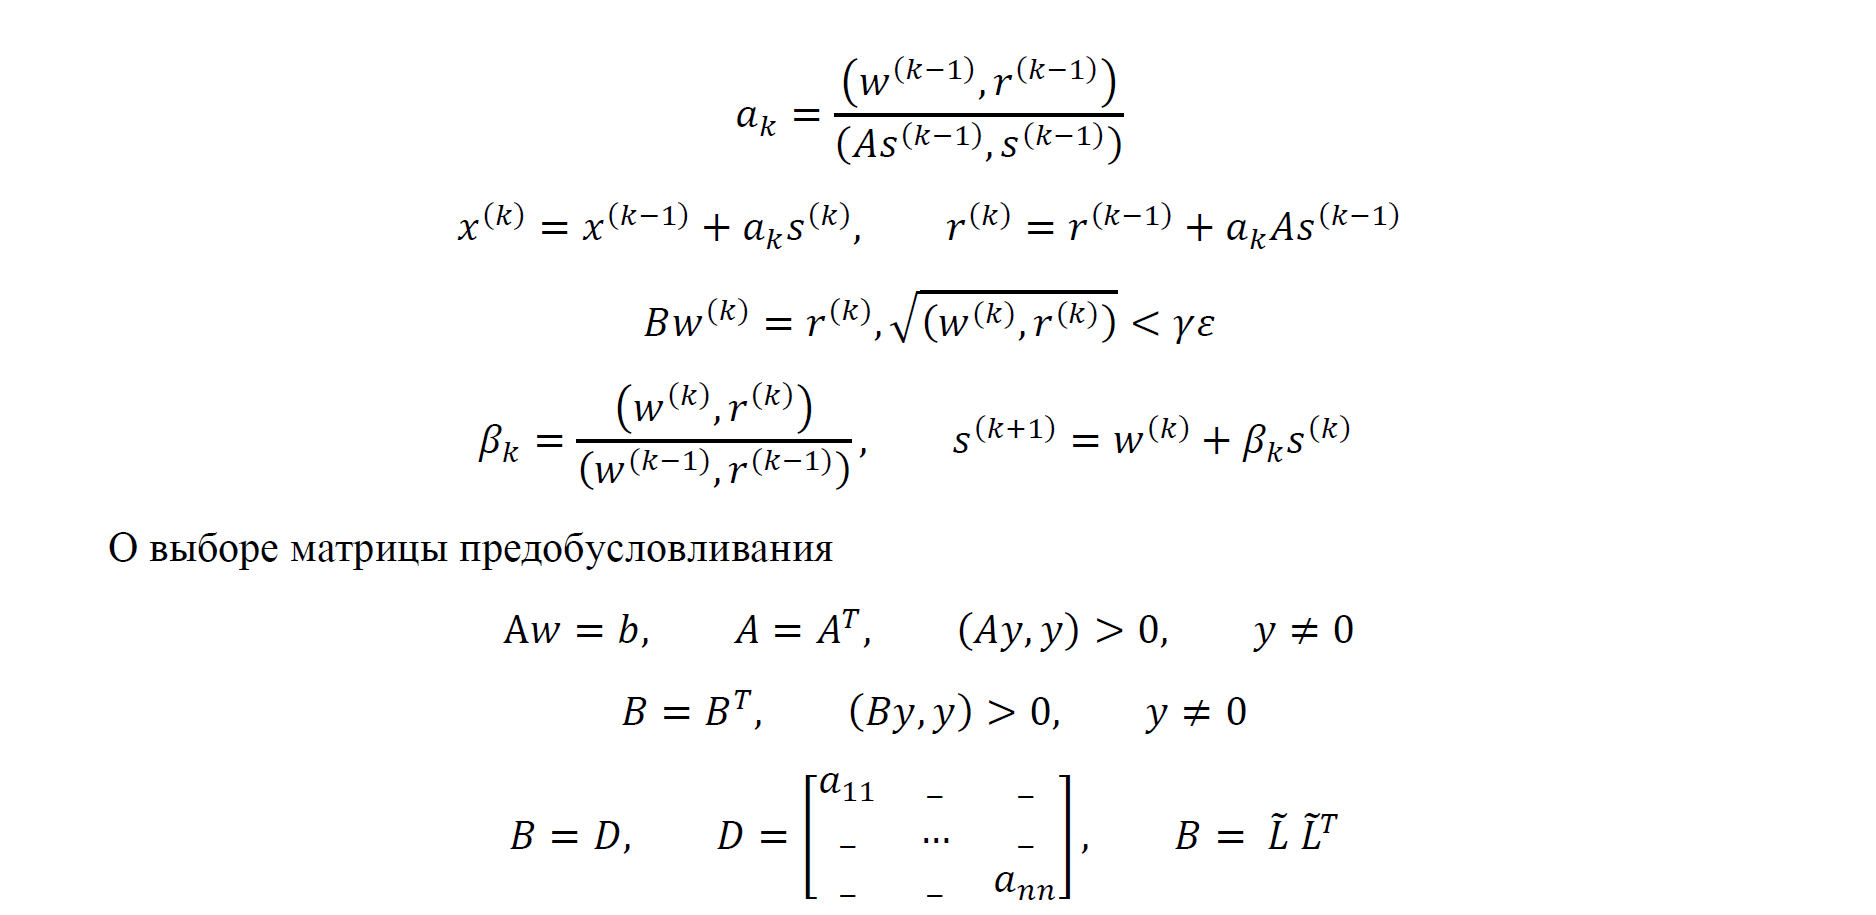 a_k = (w^(k−1), r^(k−1)) / (As^(k−1), s^(k−1))
x^(k) = x^(k−1) + a_k s^(k), r^(k) = r^(k−1) + a_k As^(k−1)
Bw^(k) = r^(k), √(w^(k), r^(k)) < γε
β_k = (w^(k), r^(k)) / (w^(k−1), r^(k−1)), s^(k+1) = w^(k) + β_k s^(k)
О выборе матрицы предобусловливания
Aw = b, A = A^T, (Ay, y) > 0, y ≠ 0
B = B^T, (By, y) > 0, y ≠ 0
B = D, D = [a_11 _ _ ; _ ⋯ _ ; _ _ a_nn], B = L̃ L̃^T